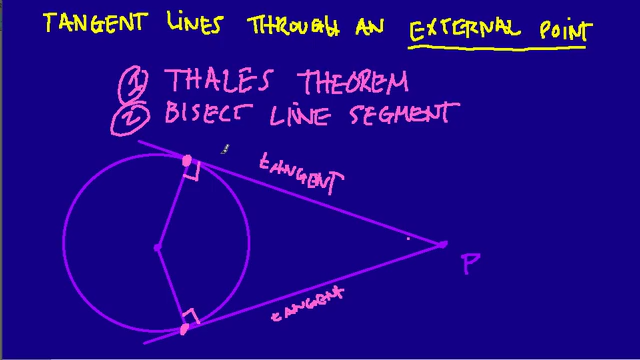 TANGENT LINES THROUGH AN EXTERNAL POINT
1 THALES THEOREM
2 BISECT LINE SEGMENT
tANGENT
P
tANGENT